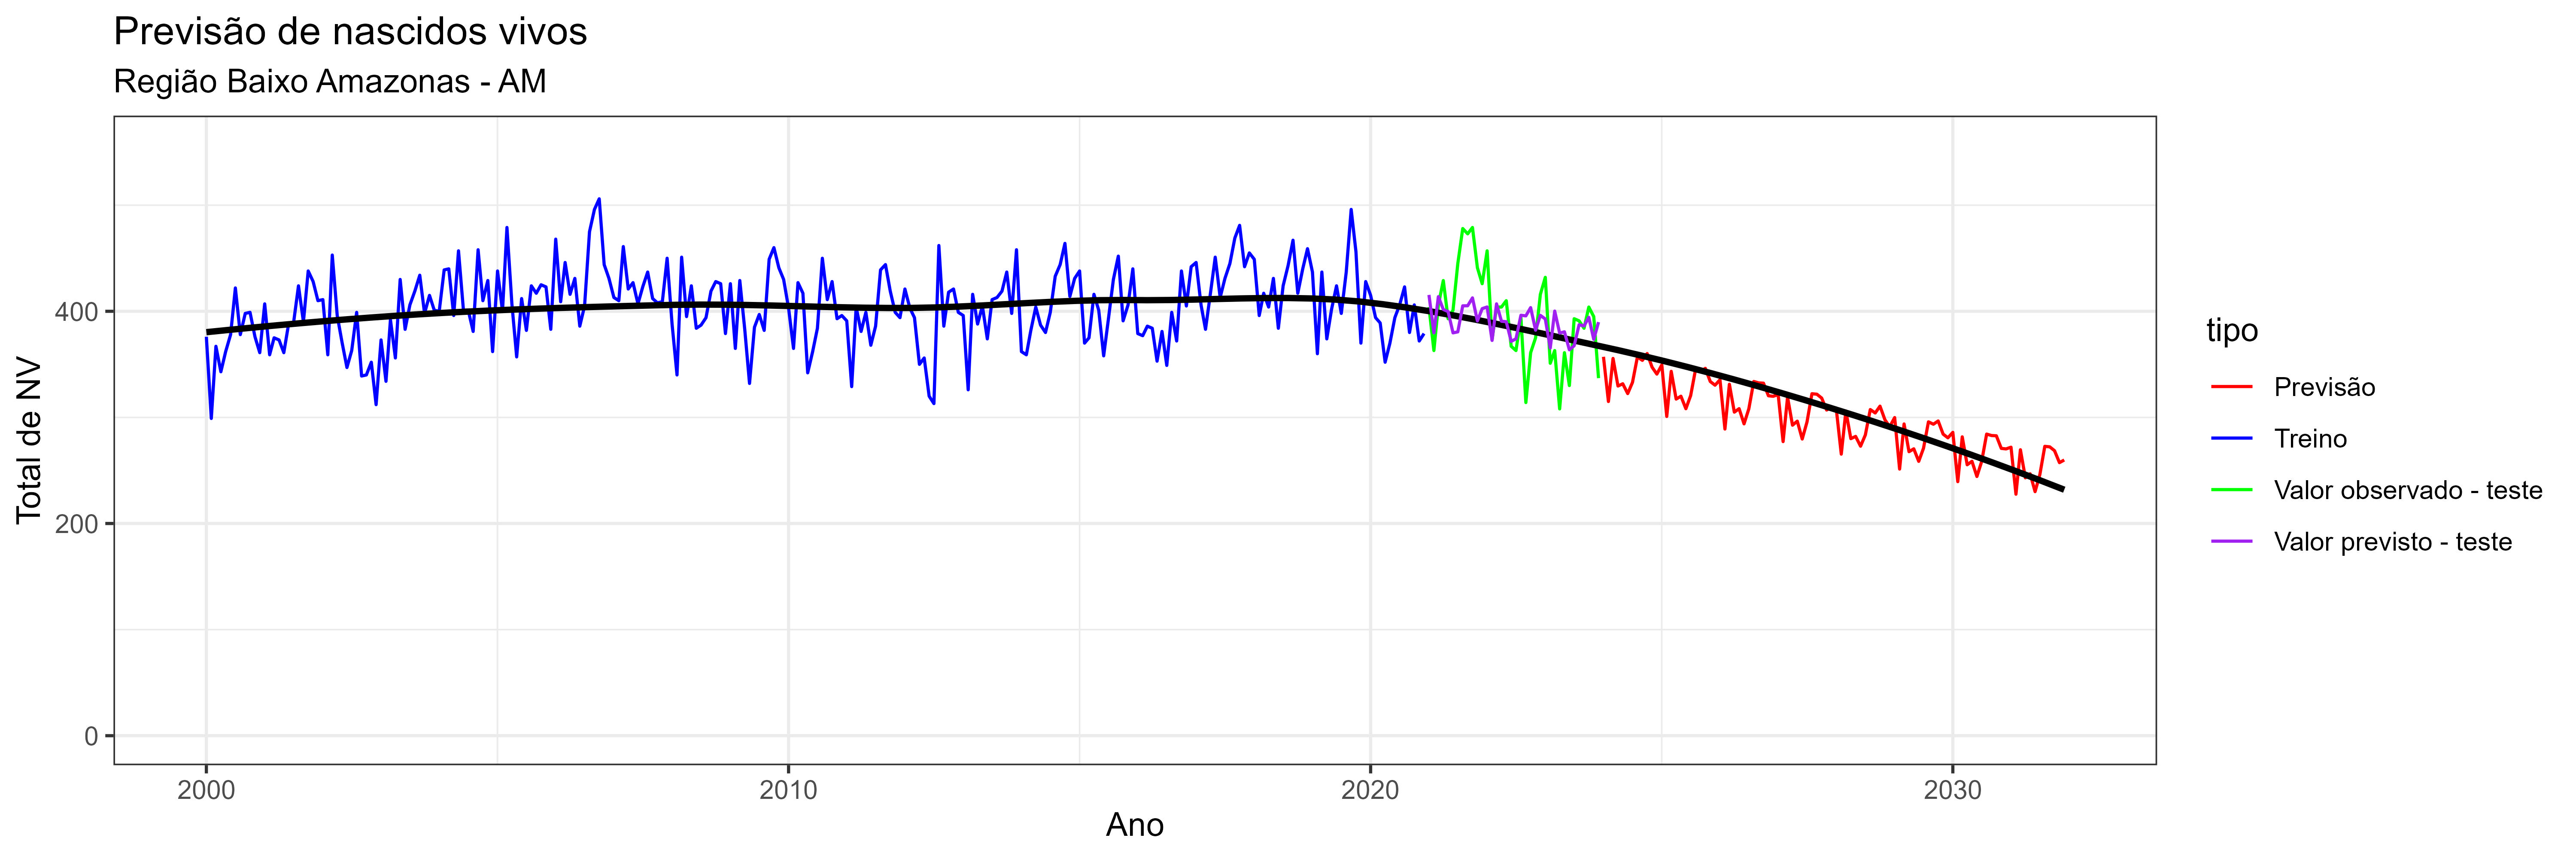 Previsão de nascidos vivos
Região Baixo Amazonas - AM
Total de NV
400
200
0
2000
2010
2020
2030
Ano
tipo
Previsão
Treino
Valor observado - teste
Valor previsto - teste